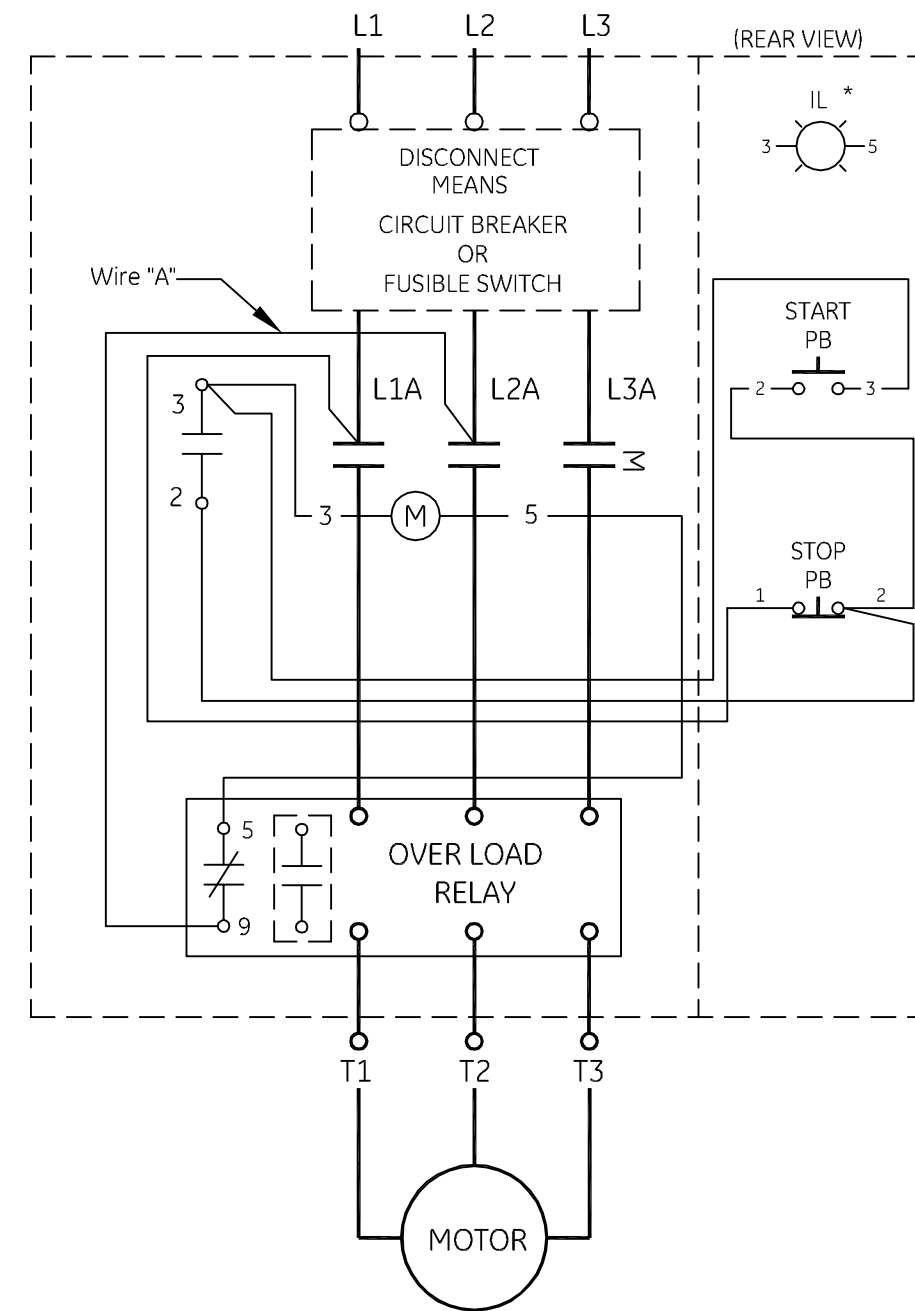 L1 L2 L3
(REAR VIEW)
IL *
3 5
DISCONNECT
MEANS
CIRCUIT BREAKER
OR
FUSIBLE SWITCH
Wire "A"
START
PB
2 3
L1A L2A L3A
3
M
2
3 M 5
STOP
PB
1 2
5
OVER LOAD
RELAY
9
T1 T2 T3
MOTOR